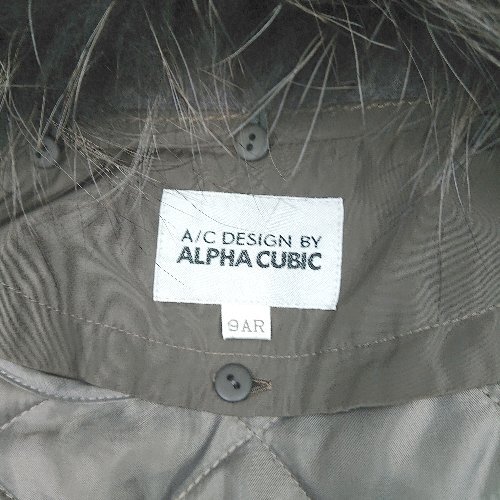 A/C DESIGN BY
ALPHA CUBIC
9AR